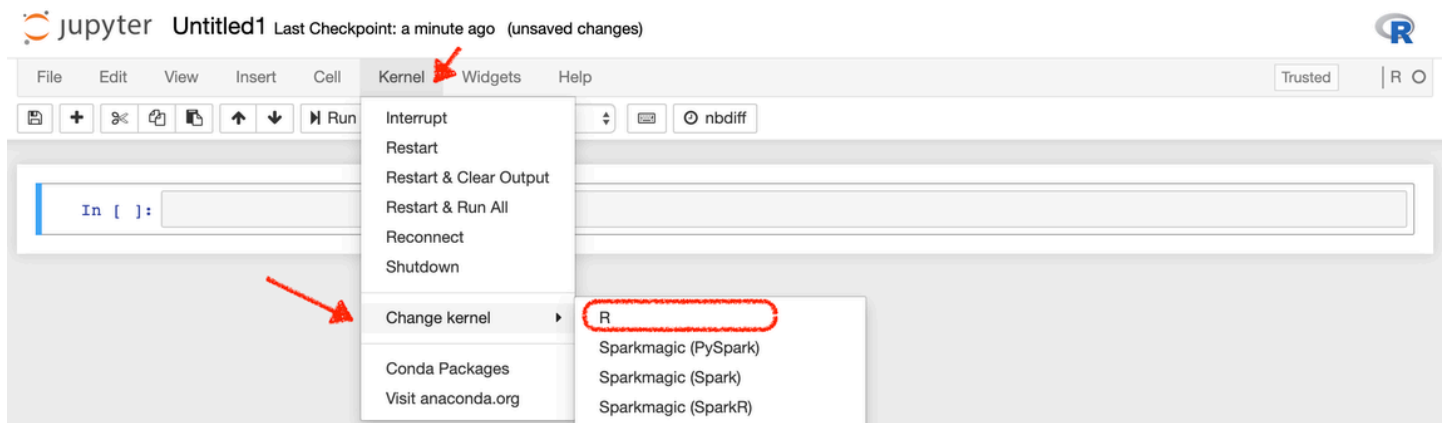 jupyter Untitled1 Last Checkpoint: a minute ago (unsaved changes) R
File Edit View Insert Cell Kernel Widgets Help Trusted R
Run nbdiff
Interrupt
Restart
Restart & Clear Output
In [ ]:
Restart & Run All
Reconnect
Shutdown
Change kernel R
Sparkmagic (PySpark)
Conda Packages
Sparkmagic (Spark)
Visit anaconda.org
Sparkmagic (SparkR)